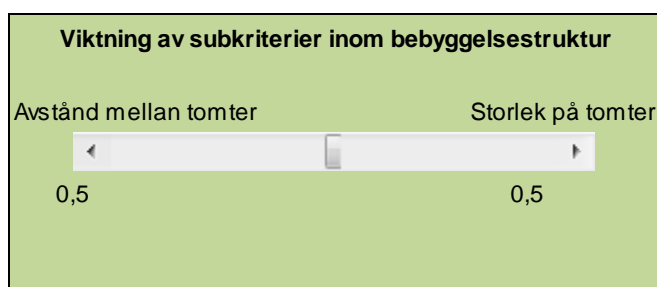 Viktning av subkriterier inom bebyggelsestruktur
Avstånd mellan tomter Storlek på tomter
0,5 0,5